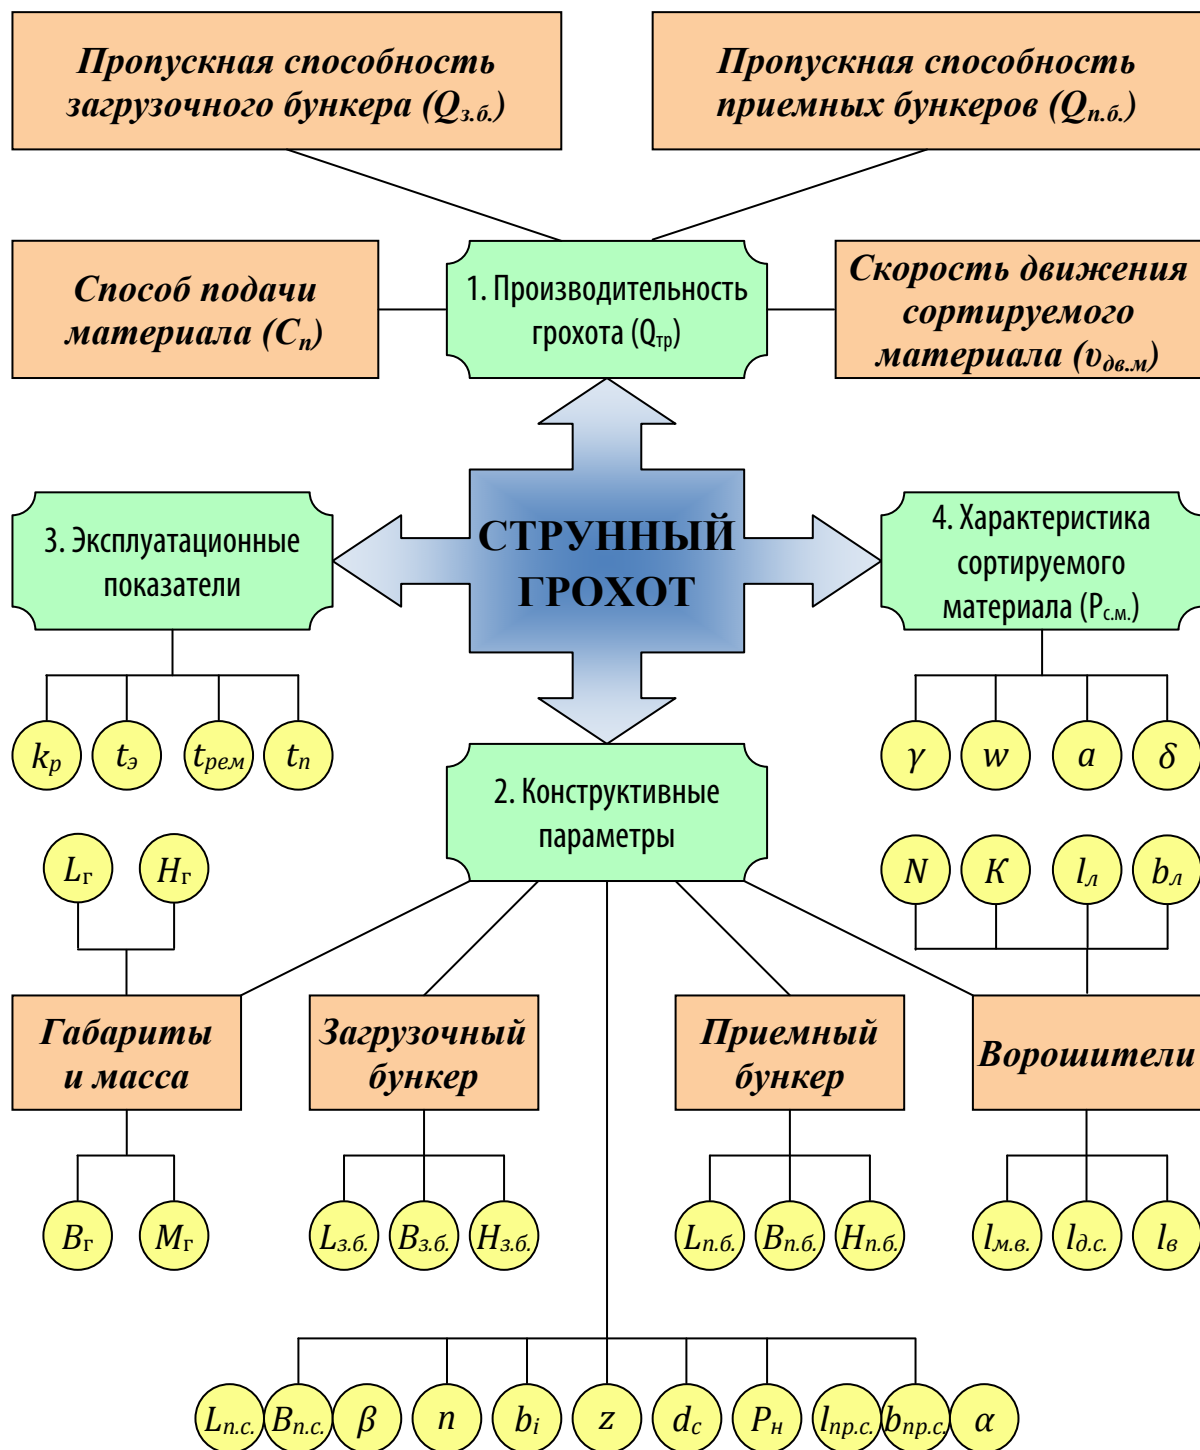 Пропускная способность
загрузочного бункера (Qз.б.)
Пропускная способность
приемных бункеров (Qп.б.)
Способ подачи
материала (Cп)
1. Производительность
грохота (Qтр)
Скорость движения
сортируемого
материала (υдв.м)
3. Эксплуатационные
показатели
СТРУННЫЙ
ГРОХОТ
4. Характеристика
сортируемого
материала (Pс.м.)
kр tэ tрем tп
γ w a δ
2. Конструктивные
параметры
Lг Hг
N К lл bл
Габариты
и масса
Загрузочный
бункер
Приемный
бункер
Ворошители
Bг Mг
Lз.б. Bз.б. Hз.б.
Lп.б. Bп.б. Hп.б.
lм.в. lд.с. lв
Lп.с. Bп.с. β n bi z dс Pн lпр.с. bпр.с. α